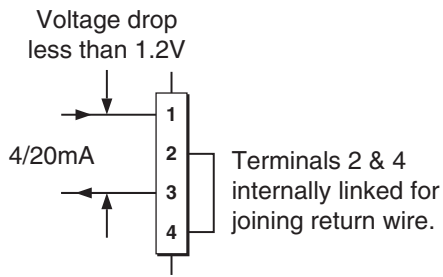 Voltage drop
less than 1.2V
1
4/20mA
2
3
4
Terminals 2 & 4
internally linked for
joining return wire.